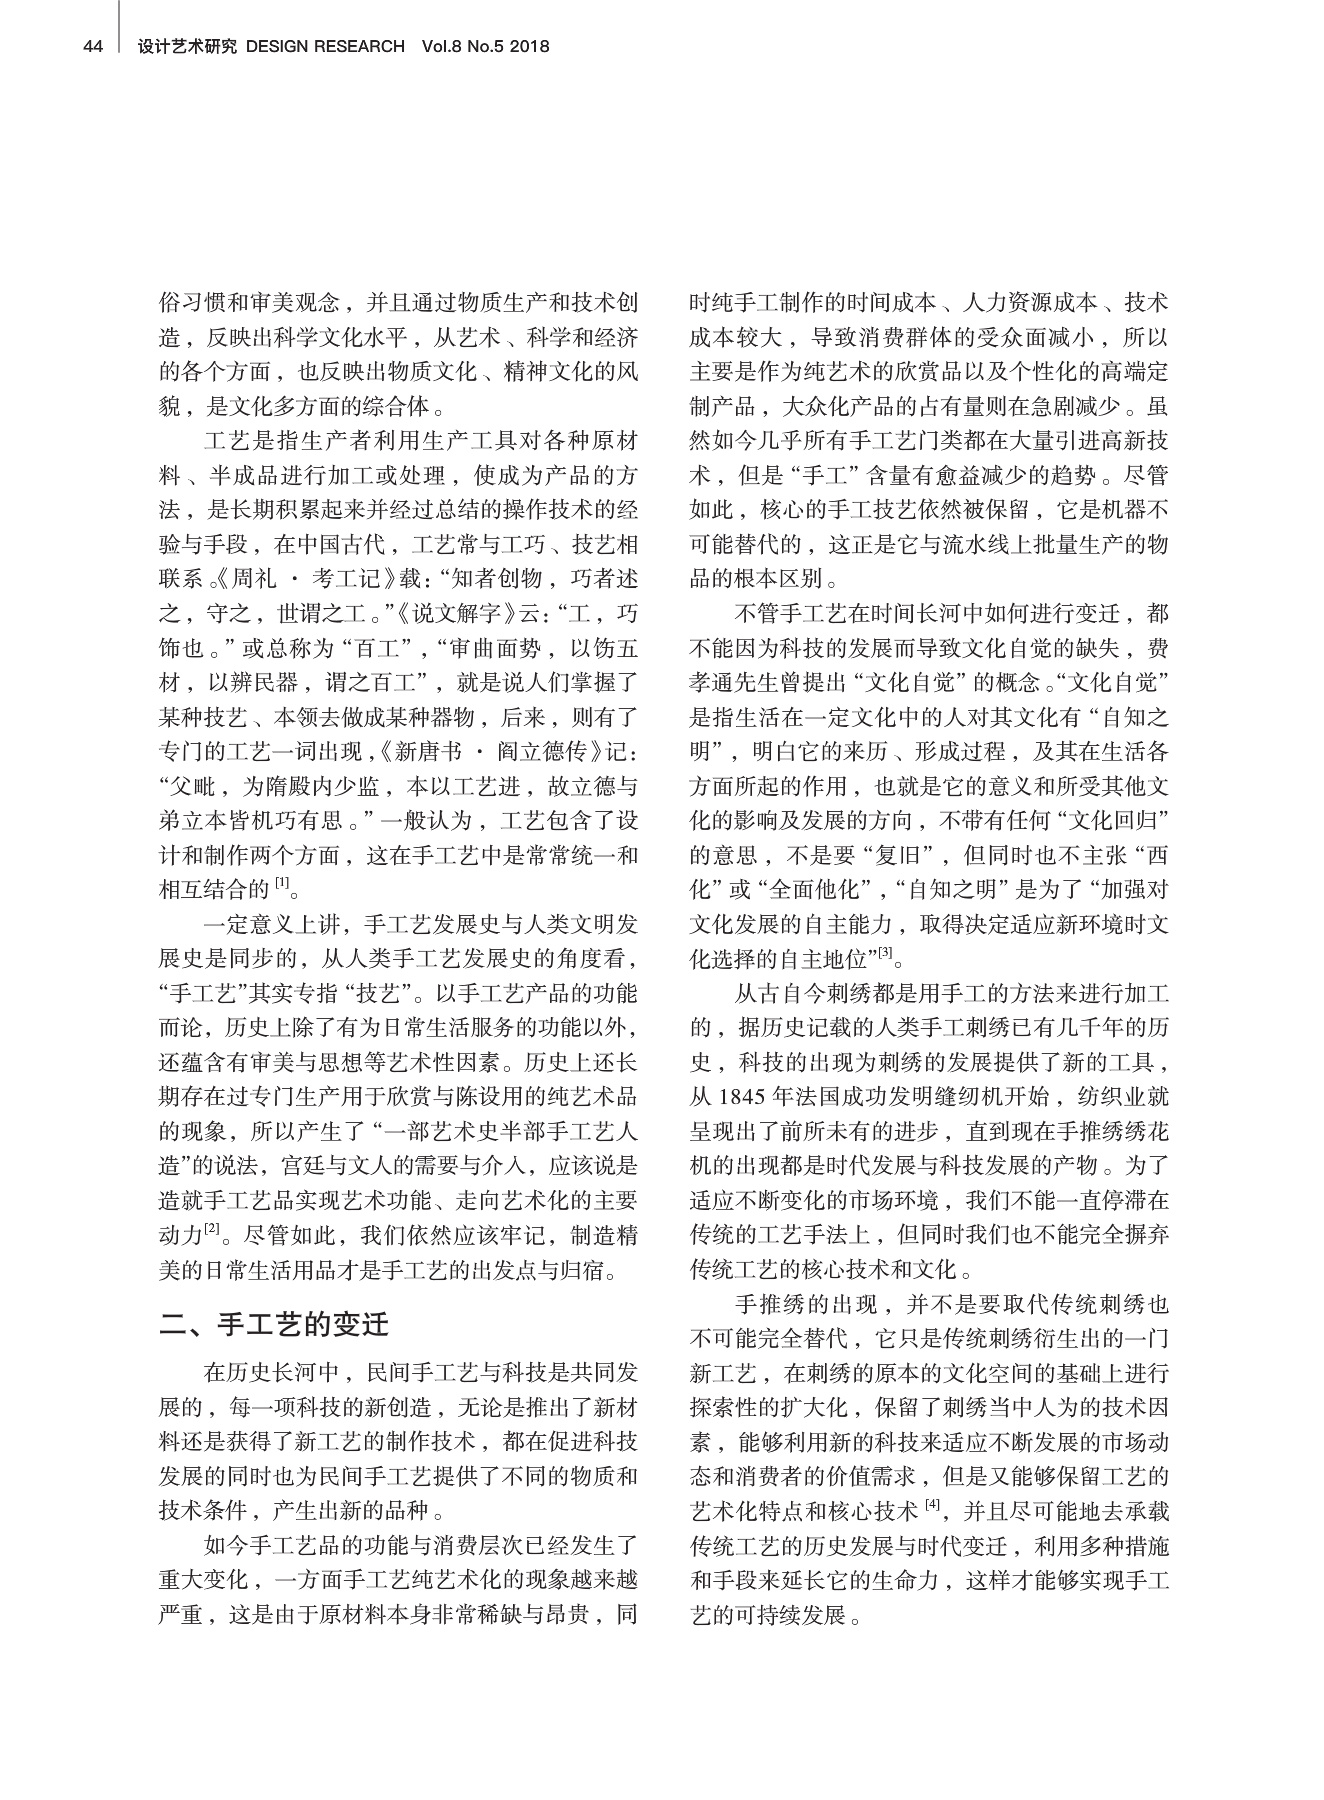 44 设计艺术研究 DESIGN RESEARCH Vol.8 No.5 2018
俗习惯和审美观念，并且通过物质生产和技术创
造，反映出科学文化水平，从艺术、科学和经济
的各个方面，也反映出物质文化、精神文化的风
貌，是文化多方面的综合体。
工艺是指生产者利用生产工具对各种原材
料、半成品进行加工或处理，使成为产品的方
法，是长期积累起来并经过总结的操作技术的经
验与手段，在中国古代，工艺常与工巧、技艺相
联系。《周礼·考工记》载：“知者创物，巧者述
之，守之，世谓之工。”《说文解字》云：“工，巧
饰也。”或总称为“百工”，“审曲面势，以饬五
材，以辨民器，谓之百工”，就是说人们掌握了
某种技艺、本领去做成某种器物，后来，则有了
专门的工艺一词出现，《新唐书·阎立德传》记：
“父毗，为隋殿内少监，本以工艺进，故立德与
弟立本皆机巧有思。”一般认为，工艺包含了设
计和制作两个方面，这在手工艺中是常常统一和
相互结合的[1]。
一定意义上讲，手工艺发展史与人类文明发
展史是同步的，从人类手工艺发展史的角度看，
“手工艺”其实专指“技艺”。以手工艺产品的功能
而论，历史上除了有为日常生活服务的功能以外，
还蕴含有审美与思想等艺术性因素。历史上还长
期存在过专门生产用于欣赏与陈设用的纯艺术品
的现象，所以产生了“一部艺术史半部手工艺人
造”的说法，宫廷与文人的需要与介入，应该说是
造就手工艺品实现艺术功能、走向艺术化的主要
动力[2]。尽管如此，我们依然应该牢记，制造精
美的日常生活用品才是手工艺的出发点与归宿。
二、手工艺的变迁
在历史长河中，民间手工艺与科技是共同发
展的，每一项科技的新创造，无论是推出了新材
料还是获得了新工艺的制作技术，都在促进科技
发展的同时也为民间手工艺提供了不同的物质和
技术条件，产生出新的品种。
如今手工艺品的功能与消费层次已经发生了
重大变化，一方面手工艺纯艺术化的现象越来越
严重，这是由于原材料本身非常稀缺与昂贵，同
时纯手工制作的时间成本、人力资源成本、技术
成本较大，导致消费群体的受众面减小，所以
主要是作为纯艺术的欣赏品以及个性化的高端定
制产品，大众化产品的占有量则在急剧减少。虽
然如今几乎所有手工艺门类都在大量引进高新技
术，但是“手工”含量有愈益减少的趋势。尽管
如此，核心的手工技艺依然被保留，它是机器不
可能替代的，这正是它与流水线上批量生产的物
品的根本区别。
不管手工艺在时间长河中如何进行变迁，都
不能因为科技的发展而导致文化自觉的缺失，费
孝通先生曾提出“文化自觉”的概念。“文化自觉”
是指生活在一定文化中的人对其文化有“自知之
明”，明白它的来历、形成过程，及其在生活各
方面所起的作用，也就是它的意义和所受其他文
化的影响及发展的方向，不带有任何“文化回归”
的意思，不是要“复旧”，但同时也不主张“西
化”或“全面他化”，“自知之明”是为了“加强对
文化发展的自主能力，取得决定适应新环境时文
化选择的自主地位”[3]。
从古自今刺绣都是用手工的方法来进行加工
的，据历史记载的人类手工刺绣已有几千年的历
史，科技的出现为刺绣的发展提供了新的工具，
从 1845 年法国成功发明缝纫机开始，纺织业就
呈现出了前所未有的进步，直到现在手推绣绣花
机的出现都是时代发展与科技发展的产物。为了
适应不断变化的市场环境，我们不能一直停滞在
传统的工艺手法上，但同时我们也不能完全摒弃
传统工艺的核心技术和文化。
手推绣的出现，并不是要取代传统刺绣也
不可能完全替代，它只是传统刺绣衍生出的一门
新工艺，在刺绣的原本的文化空间的基础上进行
探索性的扩大化，保留了刺绣当中人为的技术因
素，能够利用新的科技来适应不断发展的市场动
态和消费者的价值需求，但是又能够保留工艺的
艺术化特点和核心技术[4]，并且尽可能地去承载
传统工艺的历史发展与时代变迁，利用多种措施
和手段来延长它的生命力，这样才能够实现手工
艺的可持续发展。